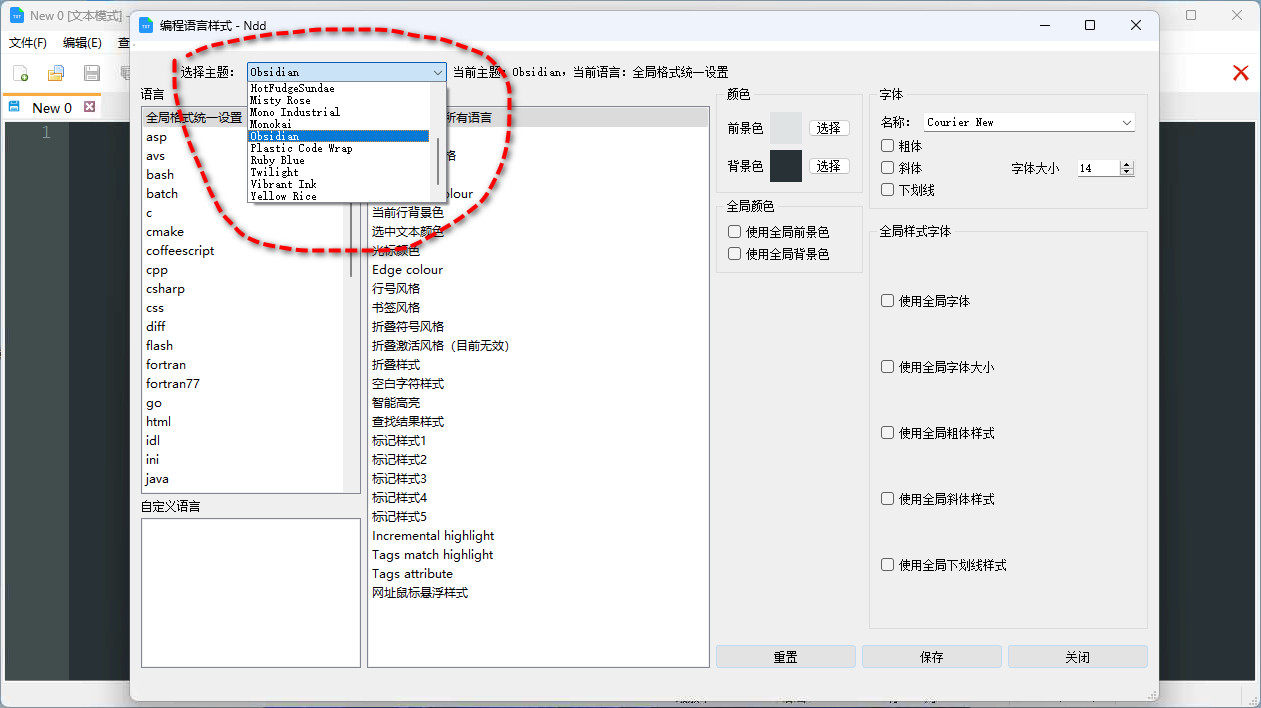 New 0 [文本模式] -
编程语言样式 - Ndd
文件(F) 编辑(E) 查
选择主题: Obsidian 当前主题: Obsidian, 当前语言: 全局格式统一设置
HotFudgeSundae
Misty Rose
Mono Industrial
Monokai
Obsidian
Plastic Code Wrap
Ruby Blue
Twilight
Vibrant Ink
Yellow Rice
New 0
1
语言
全局格式统一设置
asp
avs
bash
batch
c
cmake
coffeescript
cpp
csharp
css
diff
flash
fortran
fortran77
go
html
idl
ini
java
自定义语言
所有语言
格
olour
当前行背景色
选中文本颜色
光标颜色
Edge colour
行号风格
书签风格
折叠符号风格
折叠激活风格（目前无效）
折叠样式
空白字符样式
智能高亮
查找结果样式
标记样式1
标记样式2
标记样式3
标记样式4
标记样式5
Incremental highlight
Tags match highlight
Tags attribute
网址鼠标悬浮样式
颜色
前景色 选择
背景色 选择
全局颜色
使用全局前景色
使用全局背景色
字体
名称: Courier New
粗体
斜体 字体大小 14
下划线
全局样式字体
使用全局字体
使用全局字体大小
使用全局粗体样式
使用全局斜体样式
使用全局下划线样式
重置 保存 关闭